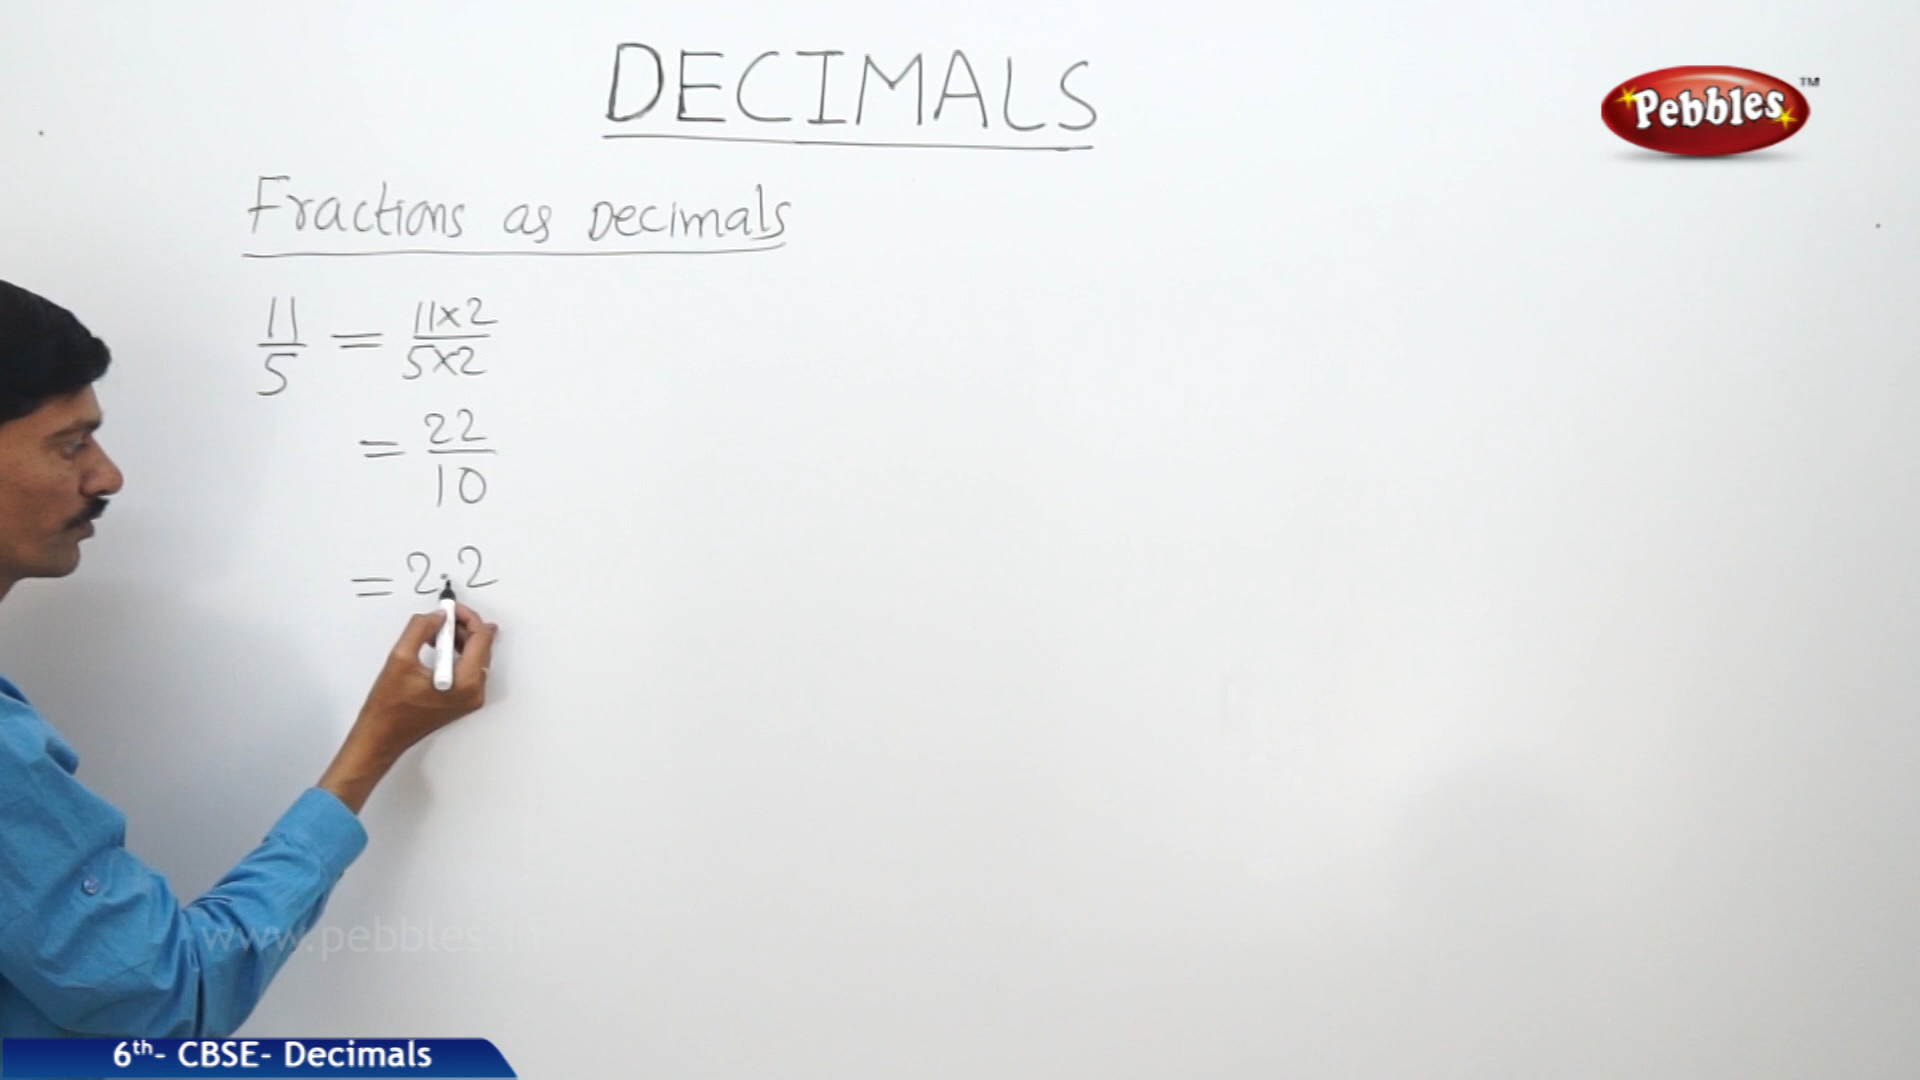 DECIMALS
Pebbles™
Fractions as Decimals
11/5 = 11×2/5×2
= 22/10
= 2.2
www.pebbles.in
6th- CBSE- Decimals